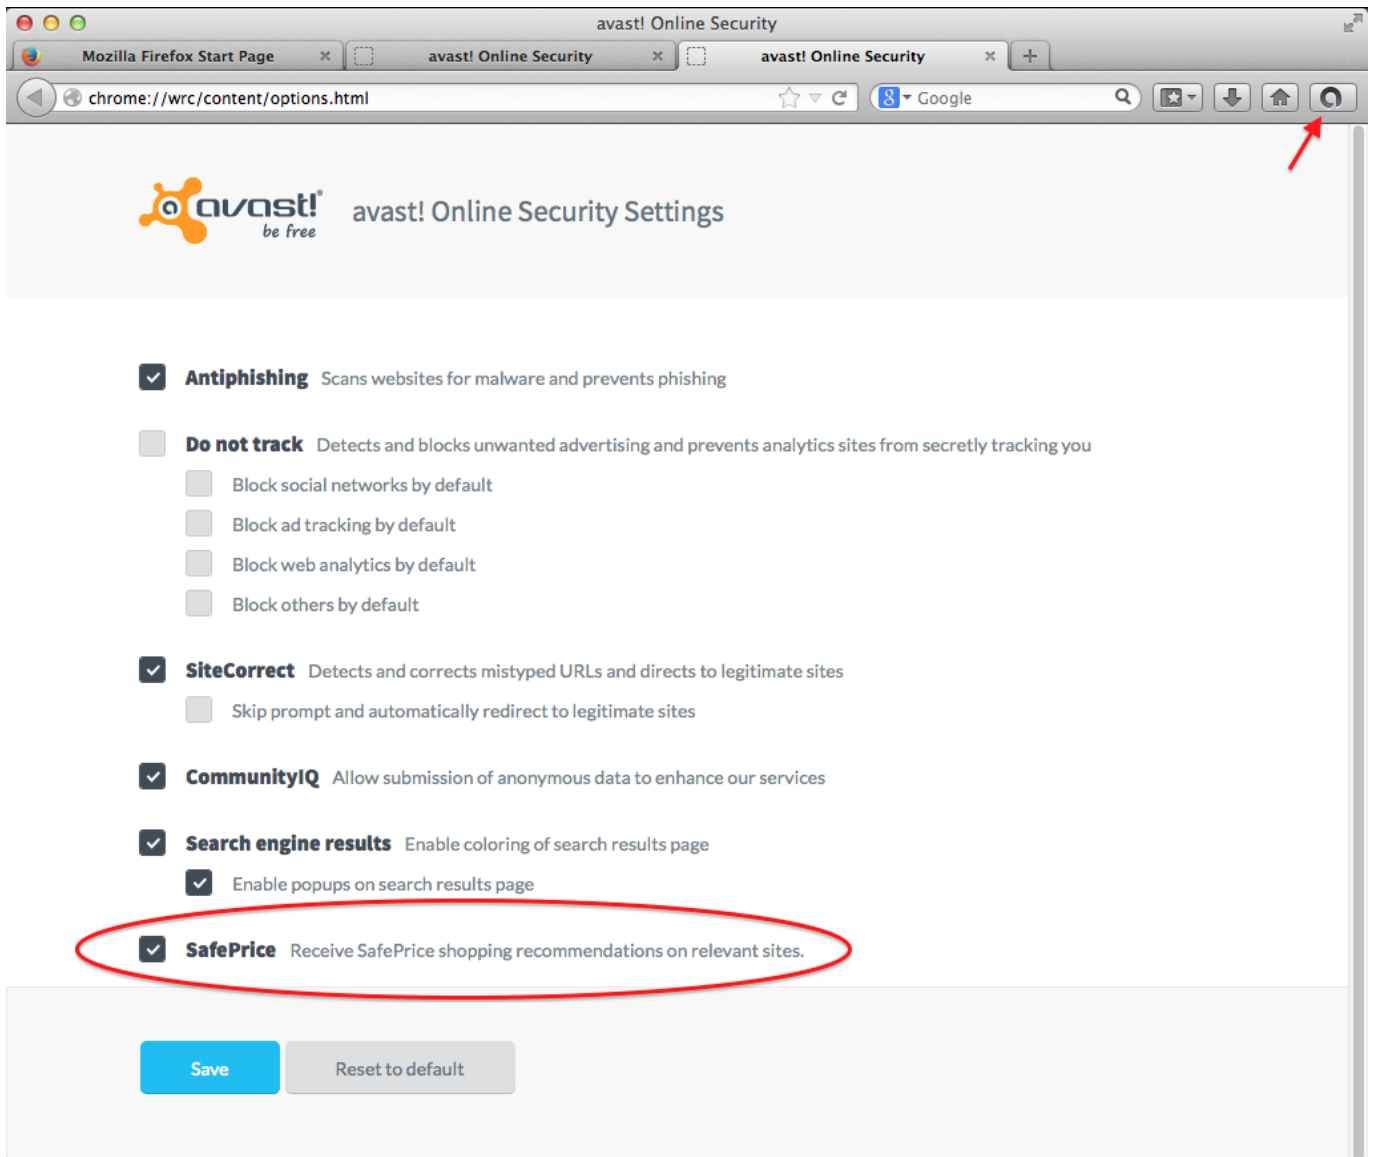 avast! Online Security
Mozilla Firefox Start Page
avast! Online Security
avast! Online Security
chrome://wrc/content/options.html
8
Google
a avast!®
be free
avast! Online Security Settings
Antiphishing Scans websites for malware and prevents phishing
Do not track Detects and blocks unwanted advertising and prevents analytics sites from secretly tracking you
Block social networks by default
Block ad tracking by default
Block web analytics by default
Block others by default
SiteCorrect Detects and corrects mistyped URLs and directs to legitimate sites
Skip prompt and automatically redirect to legitimate sites
CommunityIQ Allow submission of anonymous data to enhance our services
Search engine results Enable coloring of search results page
Enable popups on search results page
SafePrice Receive SafePrice shopping recommendations on relevant sites.
Save
Reset to default